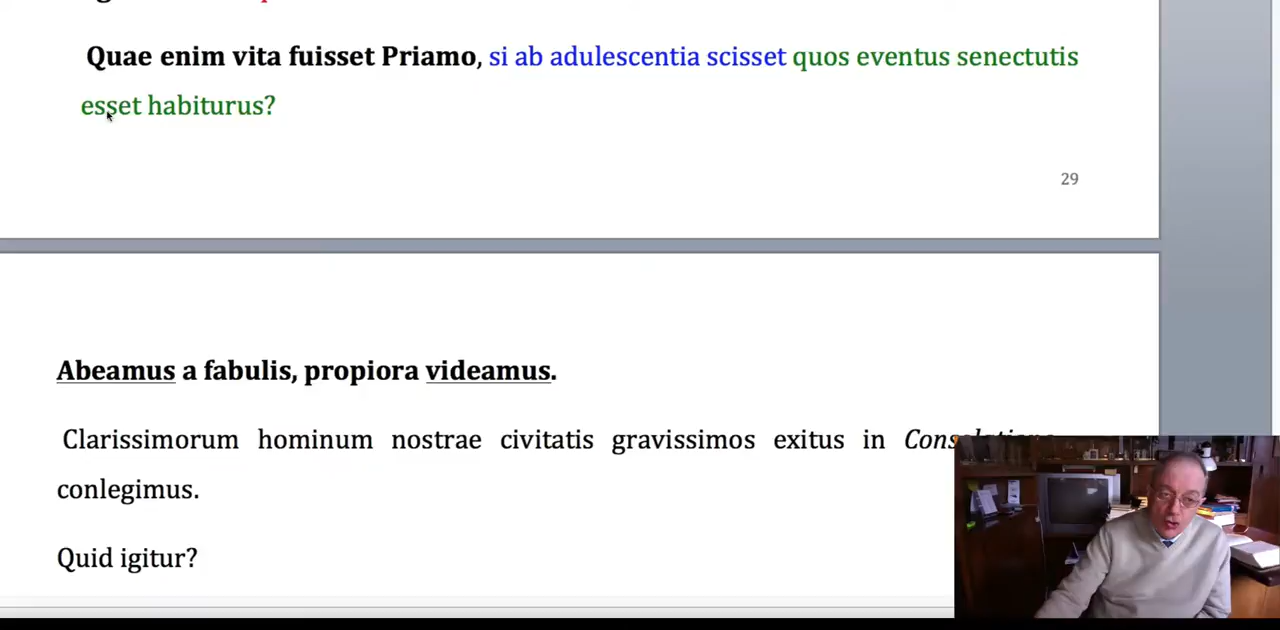 Quae enim vita fuisset Priamo, si ab adulescentia scisset quos eventus senectutis
esset habiturus?
29
Abeamus a fabulis, propiora videamus.
Clarissimorum hominum nostrae civitatis gravissimos exitus in
conlegimus.
Quid igitur?